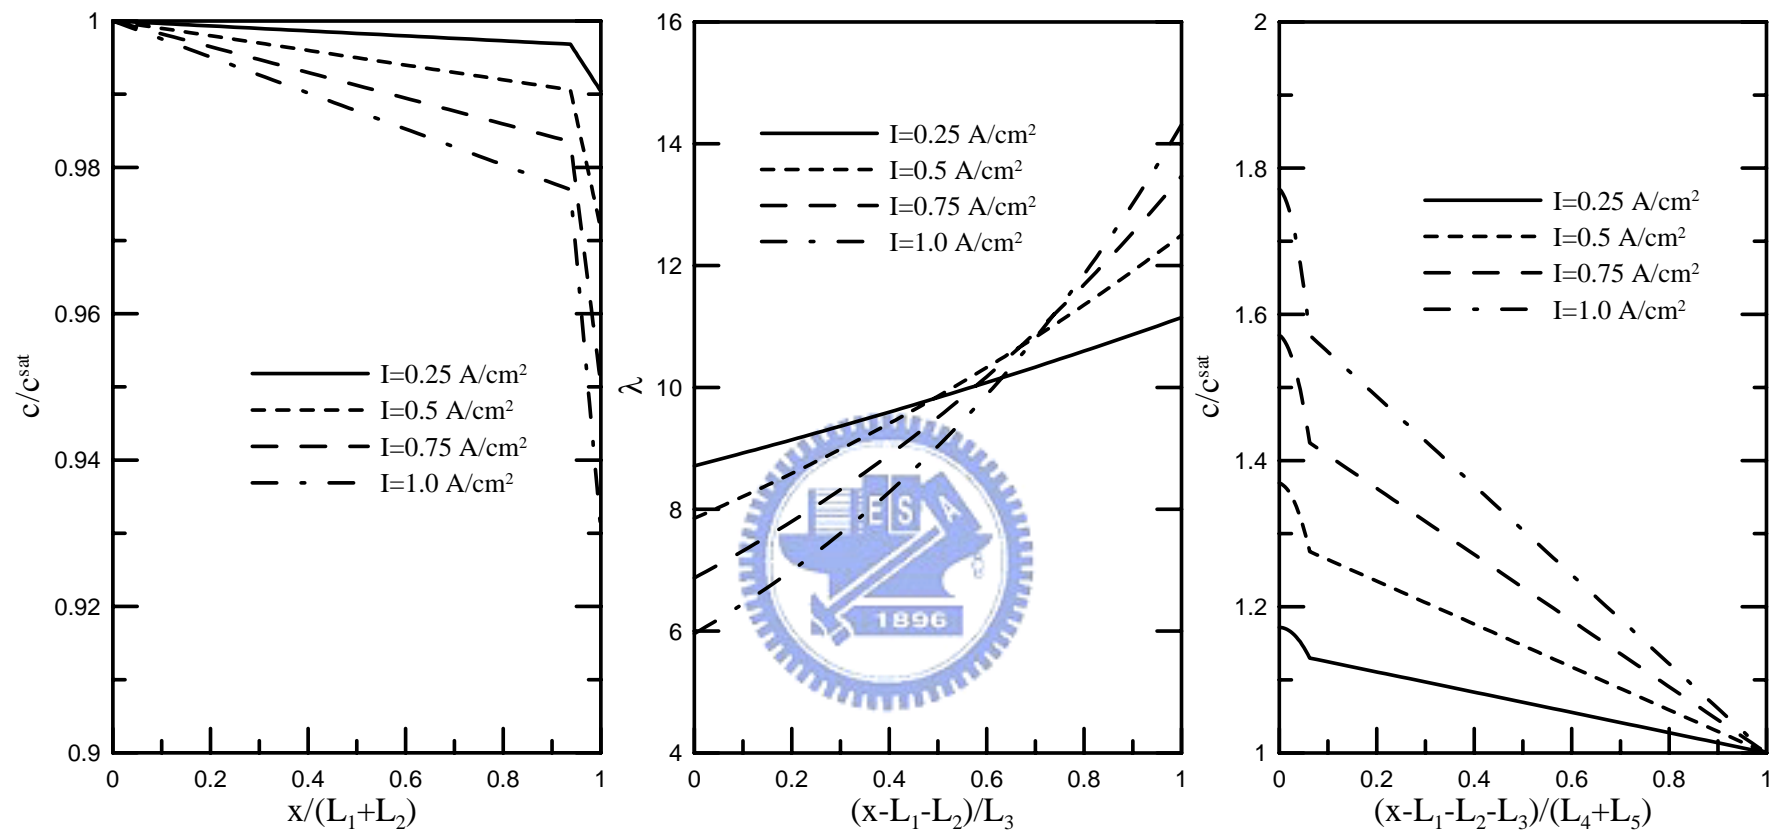 1
0.98
0.96
0.94
0.92
0.9
c/c^sat
0 0.2 0.4 0.6 0.8 1
x/(L₁+L₂)
I=0.25 A/cm²
I=0.5 A/cm²
I=0.75 A/cm²
I=1.0 A/cm²
16
14
12
10
8
6
4
λ
0 0.2 0.4 0.6 0.8 1
(x-L₁-L₂)/L₃
I=0.25 A/cm²
I=0.5 A/cm²
I=0.75 A/cm²
I=1.0 A/cm²
E S A
1896
2
1.8
1.6
1.4
1.2
1
c/c^sat
0 0.2 0.4 0.6 0.8 1
(x-L₁-L₂-L₃)/(L₄+L₅)
I=0.25 A/cm²
I=0.5 A/cm²
I=0.75 A/cm²
I=1.0 A/cm²